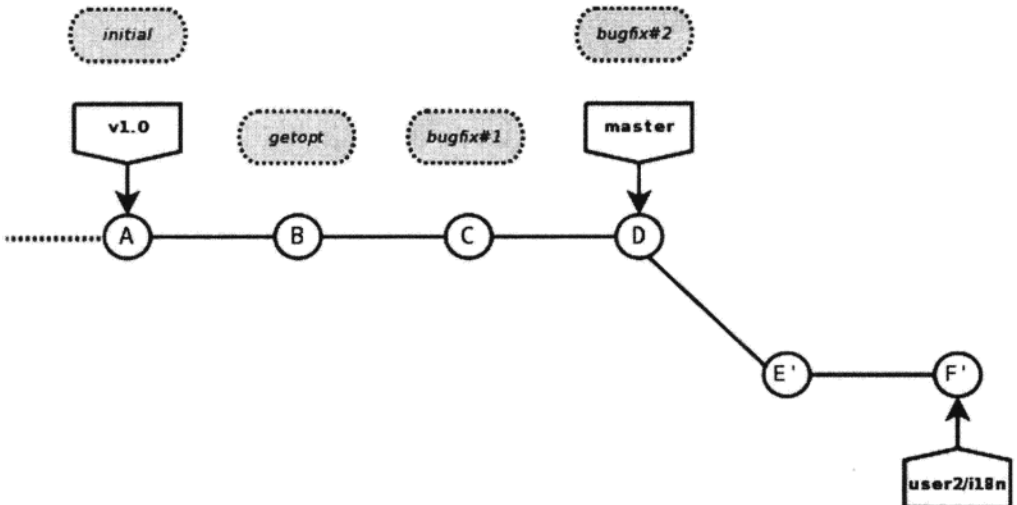 initial
bugfix#2
v1.0
getopt
bugfix#1
master
A
B
C
D
E'
F'
user2/i18n